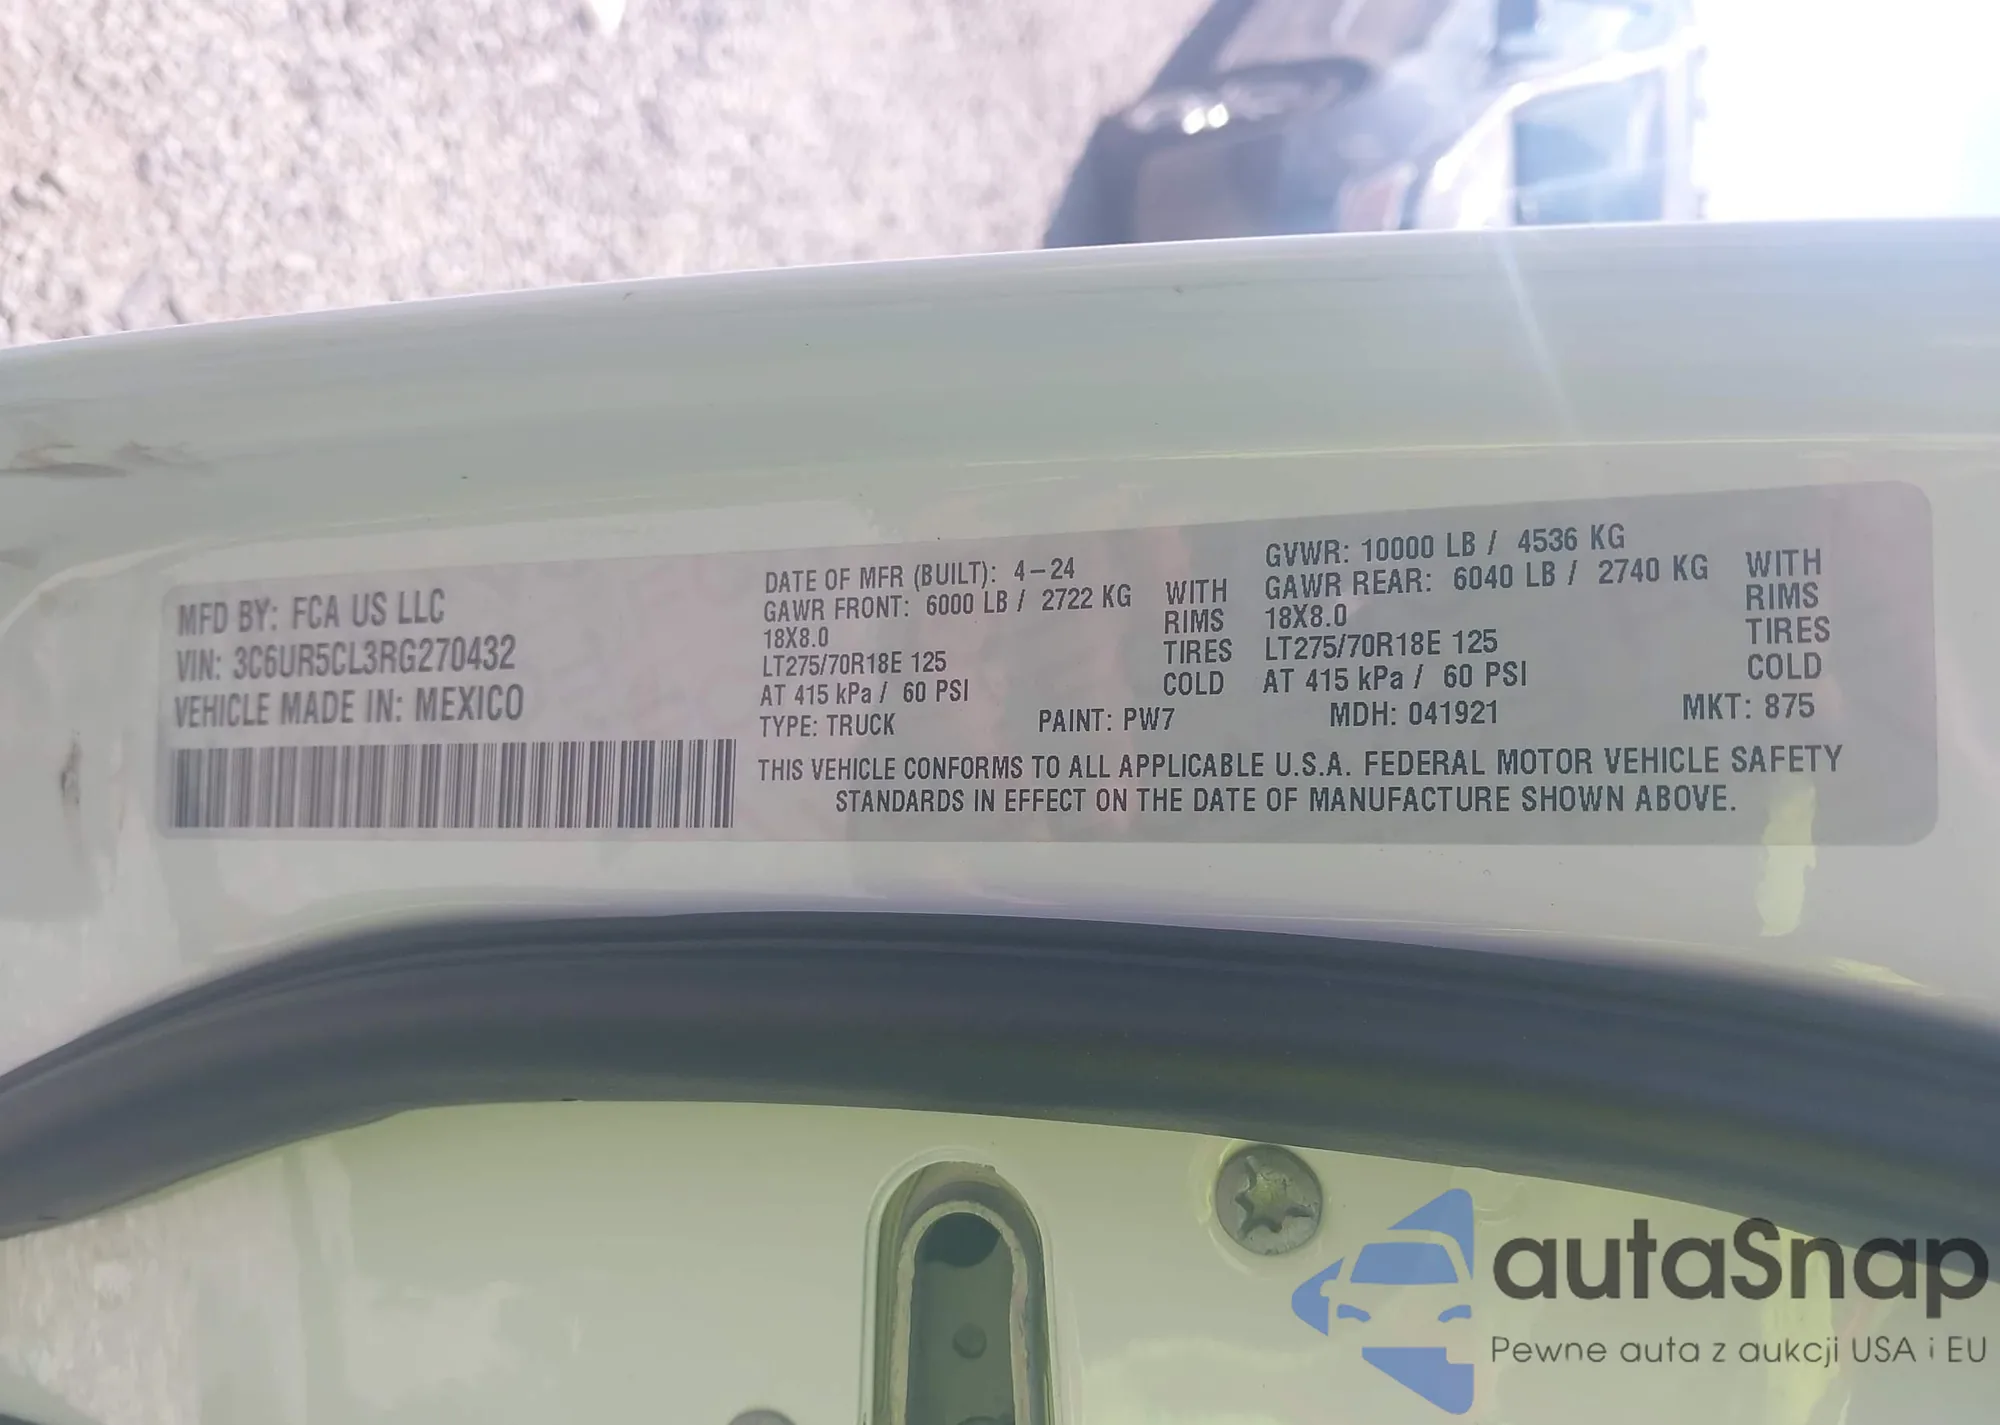 MFD BY: FCA US LLC
VIN: 3C6UR5CL3RG270432
VEHICLE MADE IN: MEXICO
DATE OF MFR (BUILT): 4-24
GAWR FRONT: 6000 LB / 2722 KG WITH
18X8.0 RIMS
LT275/70R18E 125 TIRES
AT 415 kPa / 60 PSI COLD
GVWR: 10000 LB / 4536 KG
GAWR REAR: 6040 LB / 2740 KG WITH
18X8.0 RIMS
LT275/70R18E 125 TIRES
AT 415 kPa / 60 PSI COLD
TYPE: TRUCK PAINT: PW7 MDH: 041921 MKT: 875
THIS VEHICLE CONFORMS TO ALL APPLICABLE U.S.A. FEDERAL MOTOR VEHICLE SAFETY
STANDARDS IN EFFECT ON THE DATE OF MANUFACTURE SHOWN ABOVE.
autaSnap
Pewne auta z aukcji USA i EU